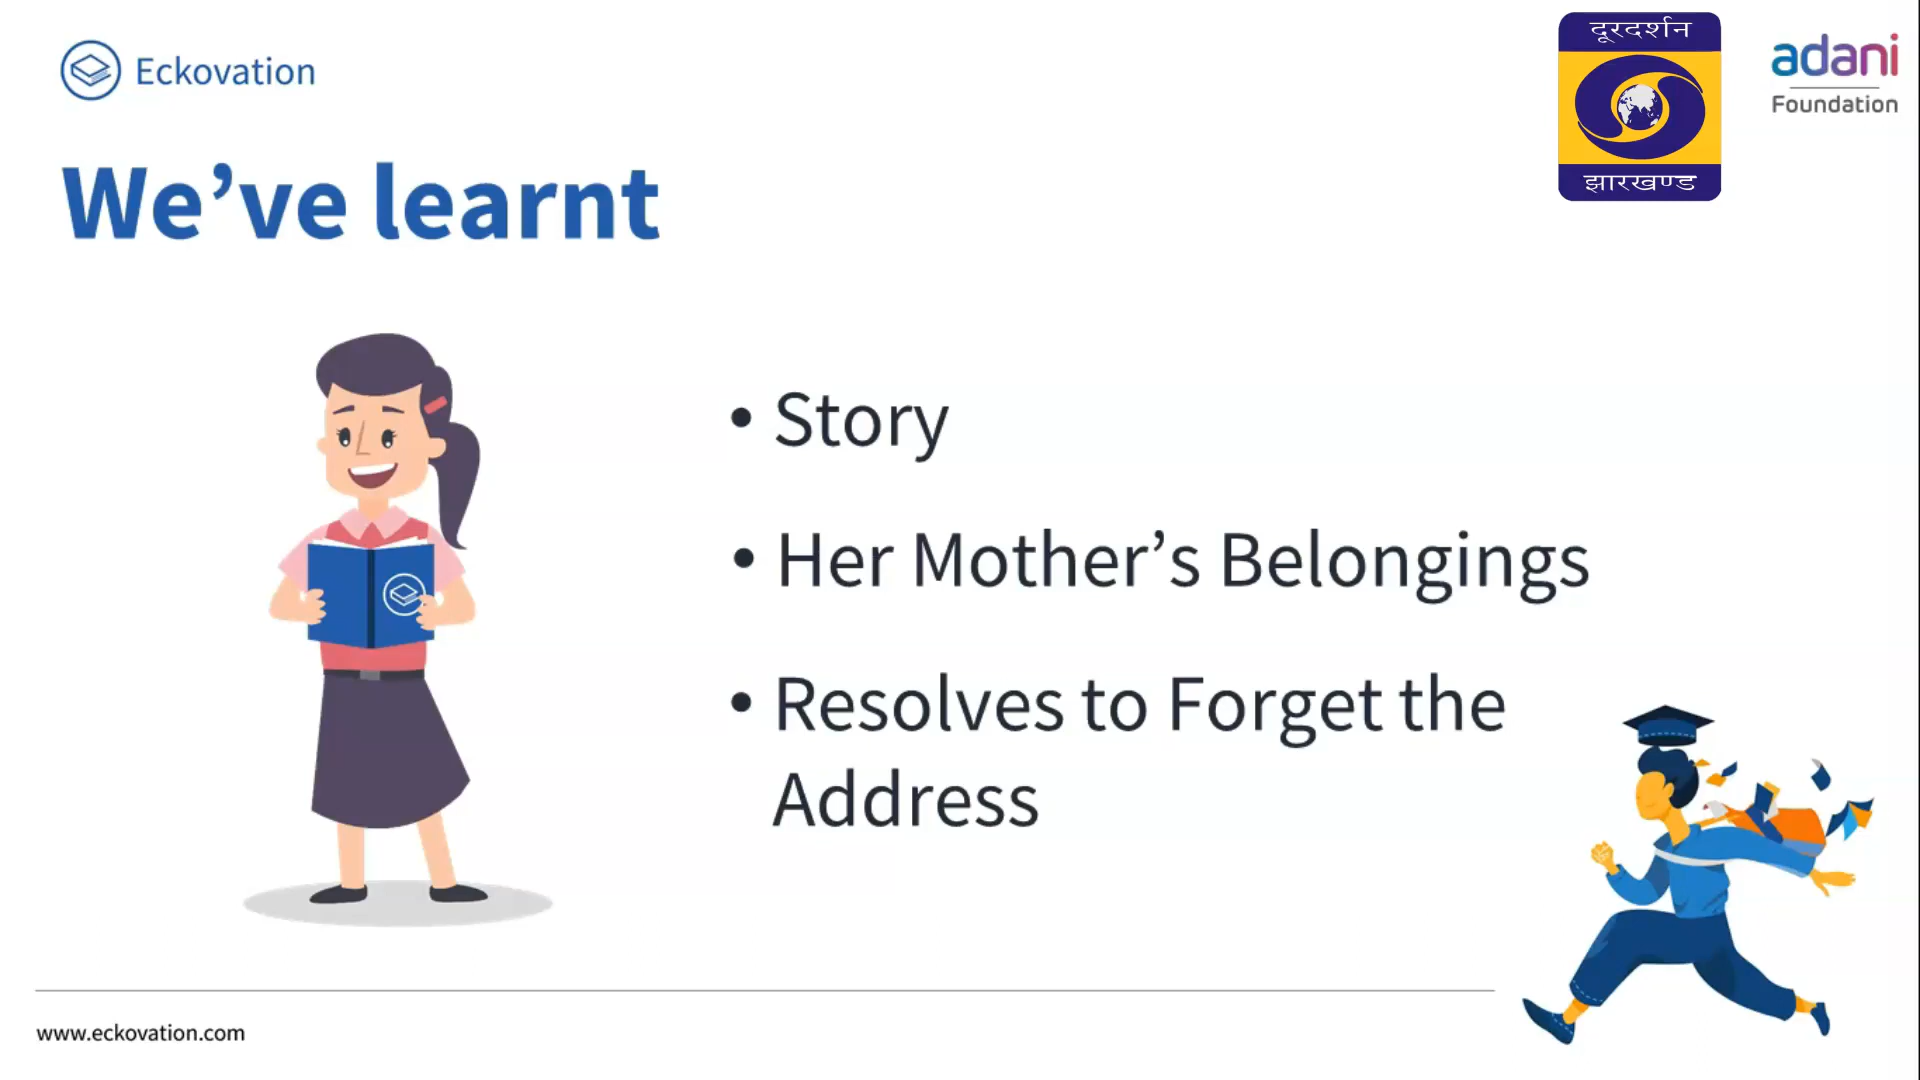 Eckovation
दूरदर्शन
झारखण्ड
adani
Foundation
We’ve learnt
• Story
• Her Mother’s Belongings
• Resolves to Forget the
Address
www.eckovation.com